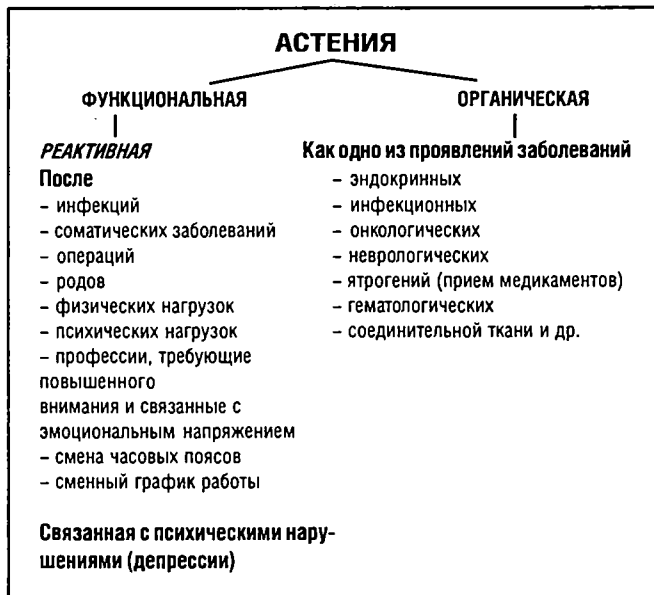 АСТЕНИЯ
ФУНКЦИОНАЛЬНАЯ
РЕАКТИВНАЯ
После
– инфекций
– соматических заболеваний
– операций
– родов
– физических нагрузок
– психических нагрузок
– профессии, требующие
повышенного
внимания и связанные с
эмоциональным напряжением
– смена часовых поясов
– сменный график работы
Связанная с психическими нару-
шениями (депрессии)
ОРГАНИЧЕСКАЯ
Как одно из проявлений заболеваний
– эндокринных
– инфекционных
– онкологических
– неврологических
– ятрогений (прием медикаментов)
– гематологических
– соединительной ткани и др.